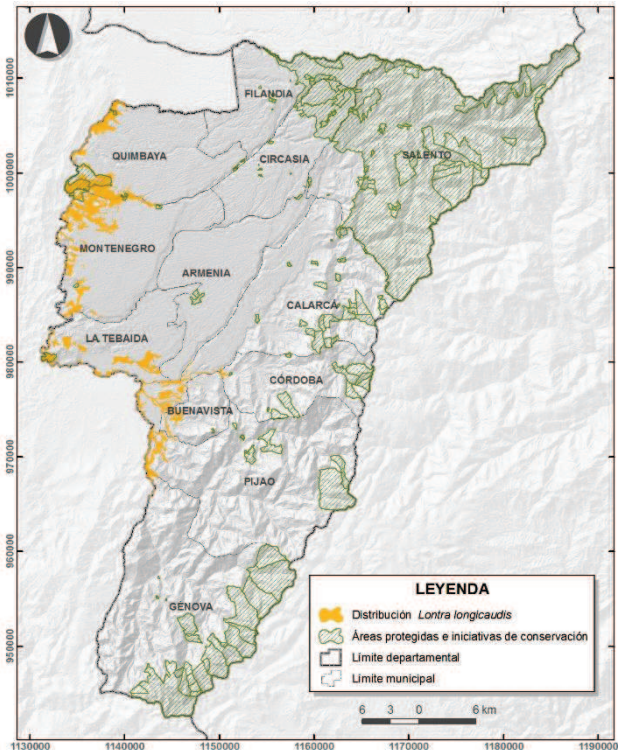 1010000
1000000
990000
980000
970000
960000
950000
FILANDIA
QUIMBAYA
CIRCASIA
SALENTO
MONTENEGRO
ARMENIA
CALARCÁ
LA TEBAIDA
CÓRDOBA
BUENAVISTA
PIJAO
GENOVA
LEYENDA
Distribución Lontra longicaudis
Áreas protegidas e iniciativas de conservación
Límite departamental
Límite municipal
6 3 0 6 km
1130000 1140000 1150000 1160000 1170000 1180000 1190000